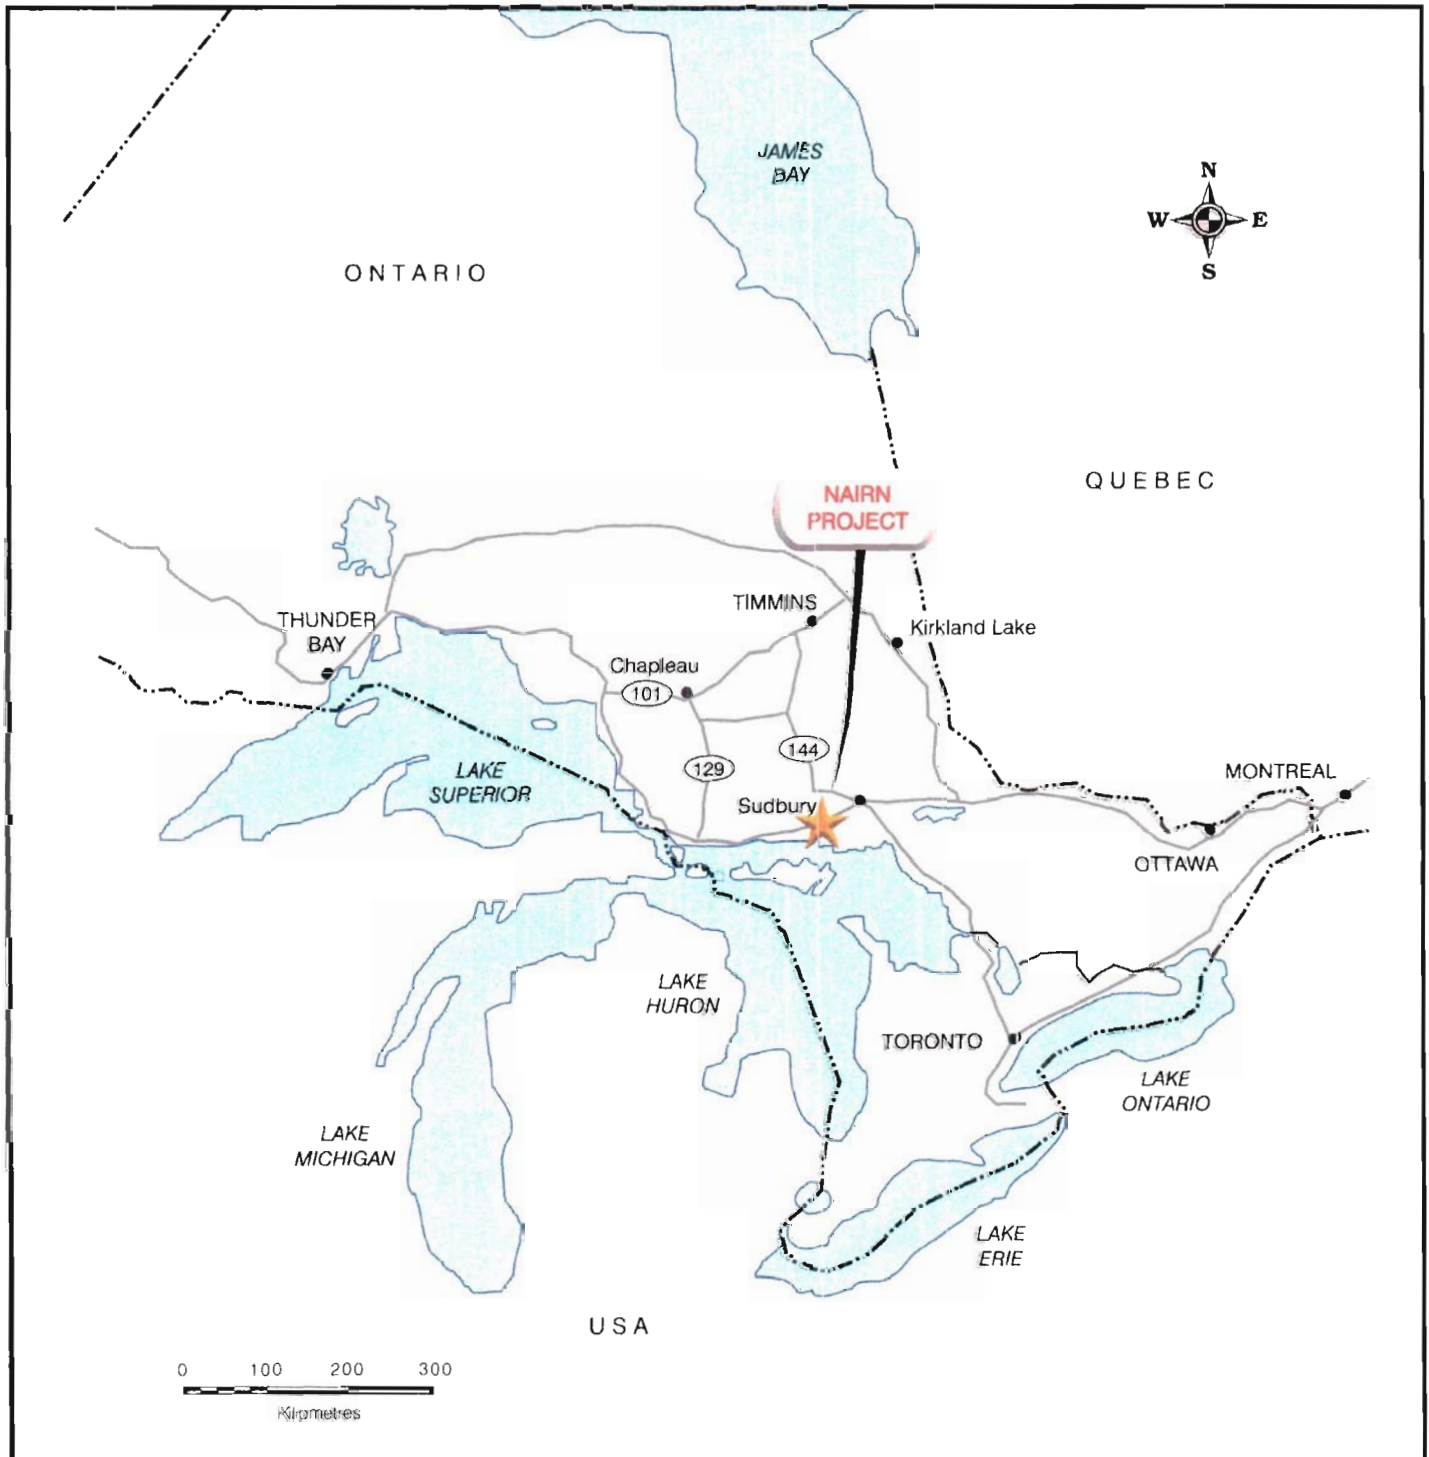 JAMES
BAY
N
W E
S
ONTARIO
QUEBEC
NAIRN
PROJECT
TIMMINS
THUNDER
BAY
Kirkland Lake
Chapleau
101
144
129
LAKE
SUPERIOR
Sudbury
MONTREAL
OTTAWA
LAKE
HURON
TORONTO
LAKE
ONTARIO
LAKE
MICHIGAN
LAKE
ERIE
USA
0 100 200 300
Kilometres